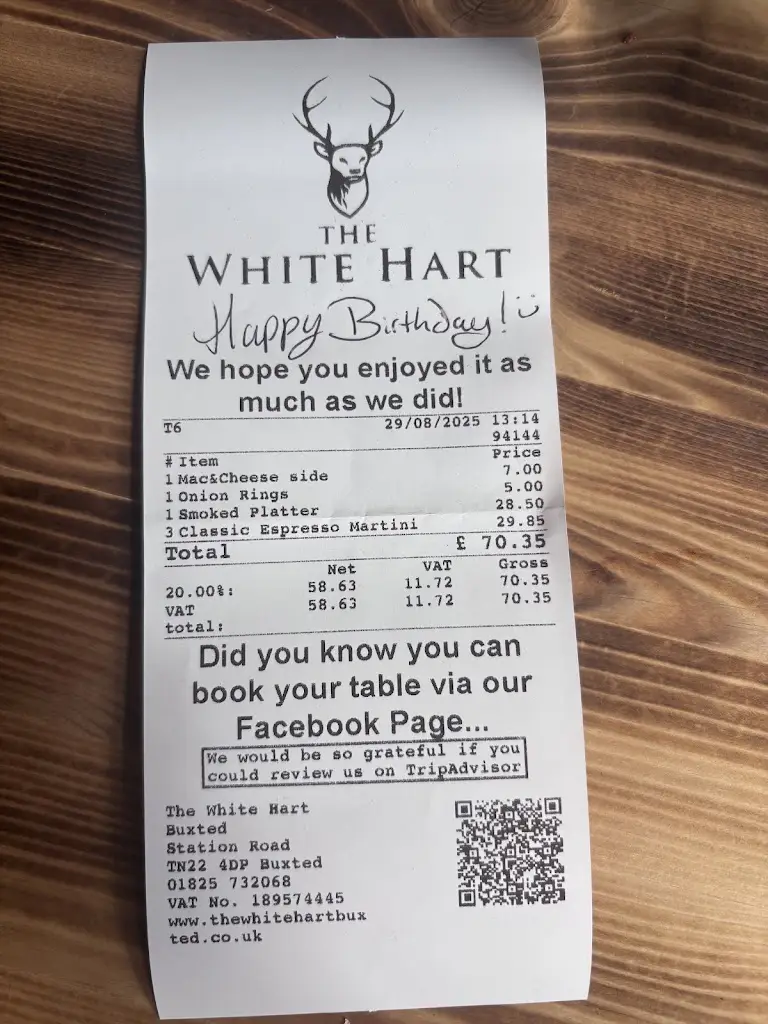 THE
WHITE HART
Happy Birthday! :)
We hope you enjoyed it as
much as we did!
T6 29/08/2025 13:14
94144
# Item Price
1 Mac&Cheese side 7.00
1 Onion Rings 5.00
1 Smoked Platter 28.50
3 Classic Espresso Martini 29.85
Total £ 70.35
Net VAT Gross
20.00%: 58.63 11.72 70.35
VAT 58.63 11.72 70.35
total:
Did you know you can
book your table via our
Facebook Page...
We would be so grateful if you
could review us on TripAdvisor
The White Hart
Buxted
Station Road
TN22 4DP Buxted
01825 732068
VAT No. 189574445
www.thewhitehartbux
ted.co.uk